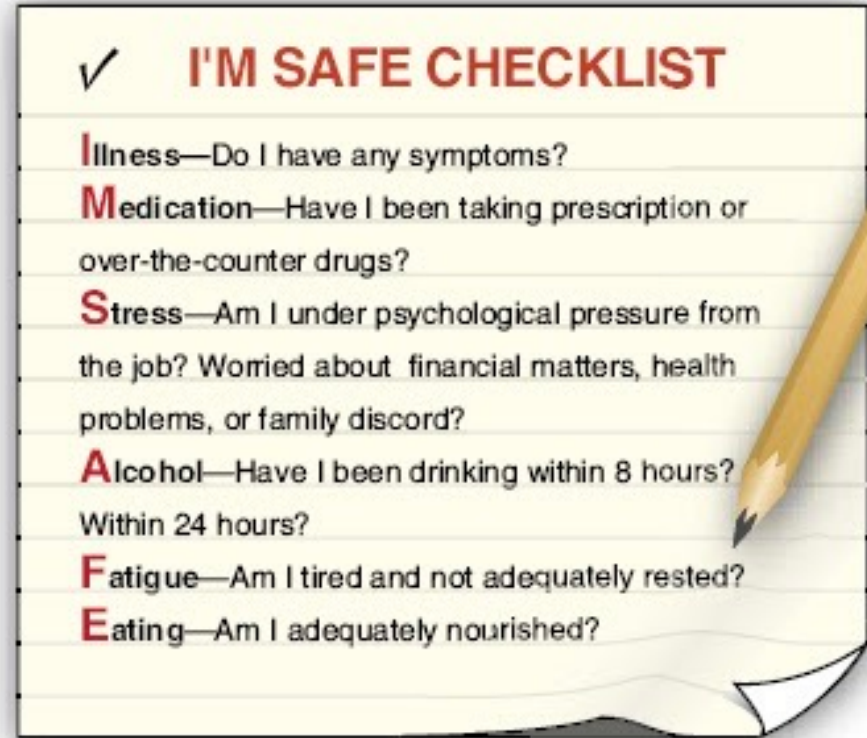 ✓ I'M SAFE CHECKLIST
Illness—Do I have any symptoms?
Medication—Have I been taking prescription or
over-the-counter drugs?
Stress—Am I under psychological pressure from
the job? Worried about financial matters, health
problems, or family discord?
Alcohol—Have I been drinking within 8 hours?
Within 24 hours?
Fatigue—Am I tired and not adequately rested?
Eating—Am I adequately nourished?